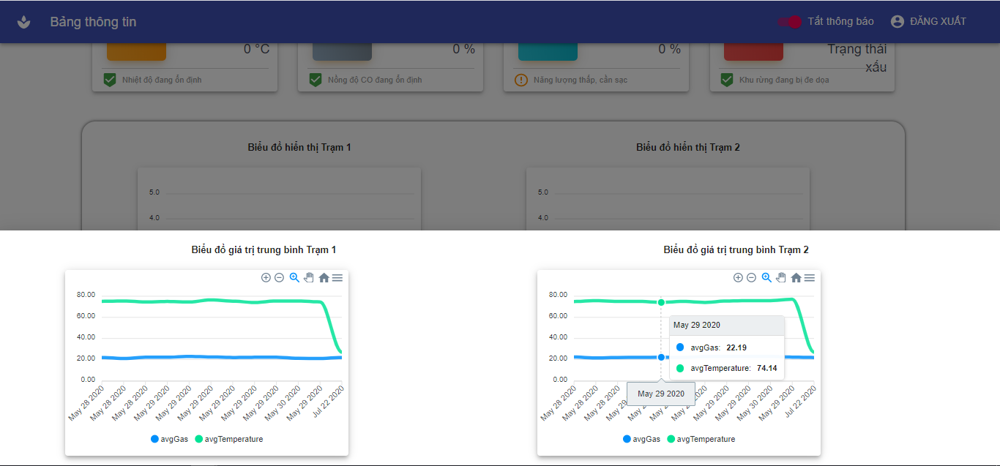 Bảng thông tin
Tắt thông báo
ĐĂNG XUẤT
0 °C
0 %
0 %
Trạng thái
xấu
Nhiệt độ đang ổn định
Nồng độ CO đang ổn định
Năng lượng thấp, cần sạc
Khu rừng đang bị đe dọa
Biểu đồ hiển thị Trạm 1
Biểu đồ hiển thị Trạm 2
5.0
4.0
5.0
4.0
Biểu đồ giá trị trung bình Trạm 1
80.00
60.00
40.00
20.00
0.00
May 28 2020
May 28 2020
May 28 2020
May 29 2020
May 29 2020
May 29 2020
May 29 2020
May 29 2020
May 29 2020
May 30 2020
May 29 2020
Jul 22 2020
avgGas
avgTemperature
Biểu đồ giá trị trung bình Trạm 2
80.00
60.00
40.00
20.00
0.00
May 29 2020
avgGas: 22.19
avgTemperature: 74.14
May 29 2020
May 28 2020
May 28 2020
May 28 2020
May 29 2020
May 29 2020
May 29 2020
May 30 2020
May 29 2020
Jul 22 2020
avgGas
avgTemperature